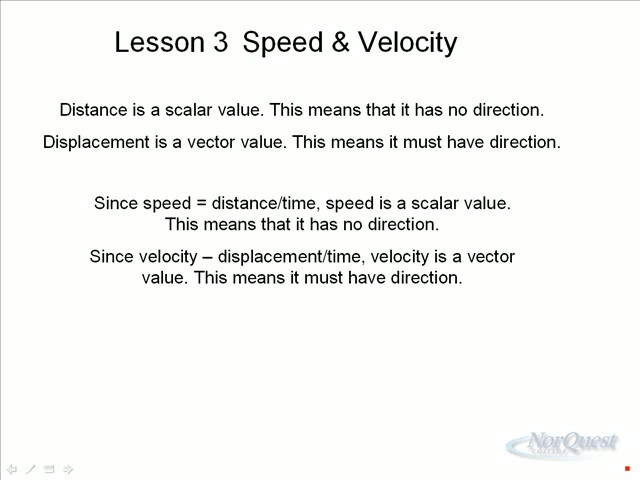 Lesson 3 Speed & Velocity
Distance is a scalar value. This means that it has no direction.
Displacement is a vector value. This means it must have direction.
Since speed = distance/time, speed is a scalar value.
This means that it has no direction.
Since velocity – displacement/time, velocity is a vector
value. This means it must have direction.
NorQuest
COLLEGE